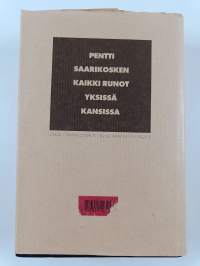 PENTTI
SAARIKOSKEN
KAIKKI RUNOT
YKSISSÄ
KANSISSA